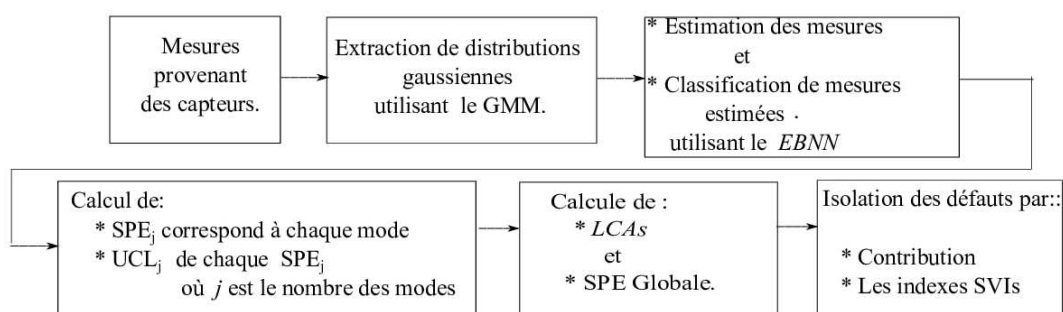 Mesures
provenant
des capteurs.
Extraction de distributions
gaussiennes
utilisant le GMM.
* Estimation des mesures
et
* Classification de mesures
estimées .
utilisant le EBNN
Calcul de:
* SPEj correspond à chaque mode
* UCLj de chaque SPEj
où j est le nombre des modes
Calcule de :
* LCAs
et
* SPE Globale.
Isolation des défauts par::
* Contribution
* Les indexes SVIs